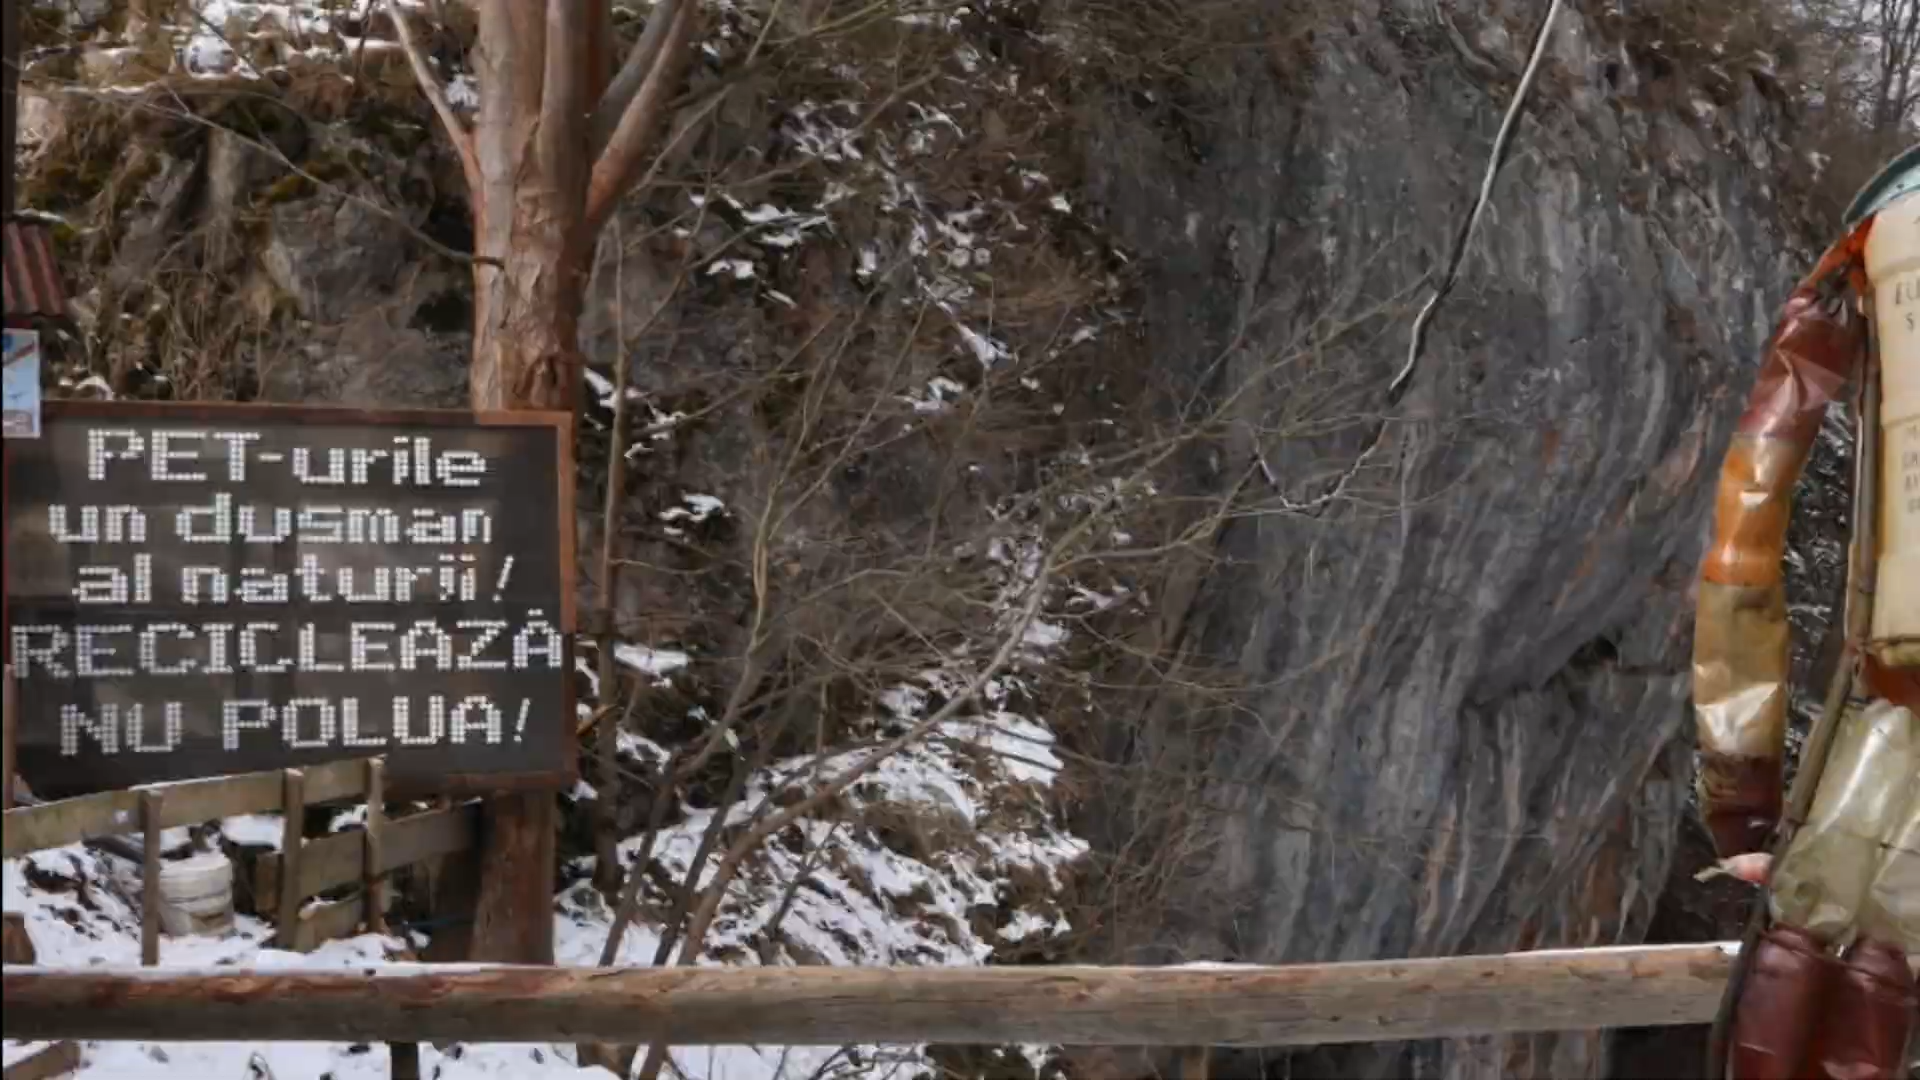 PET-urile
un dusman
al naturii!
RECICLEAZĂ
NU POLUA!